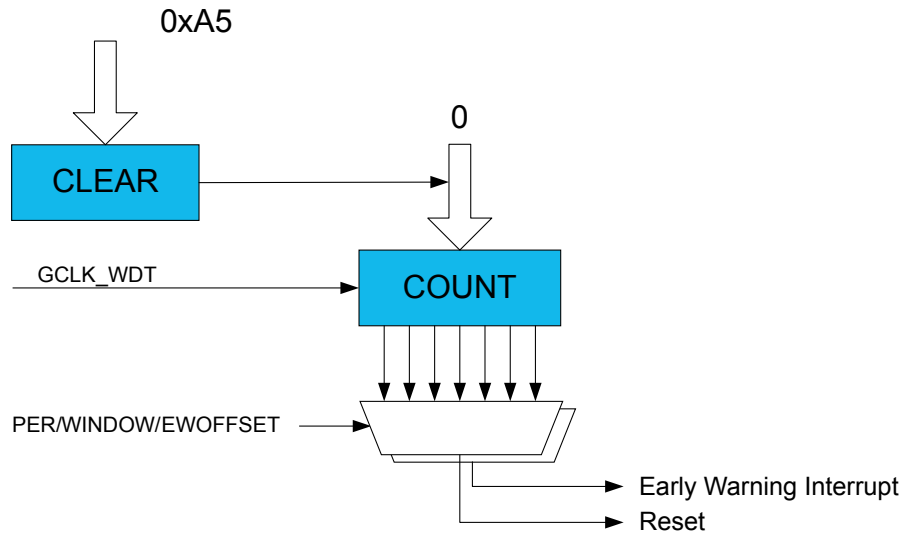 0xA5
0
CLEAR
GCLK_WDT
COUNT
PER/WINDOW/EWOFFSET
Early Warning Interrupt
Reset